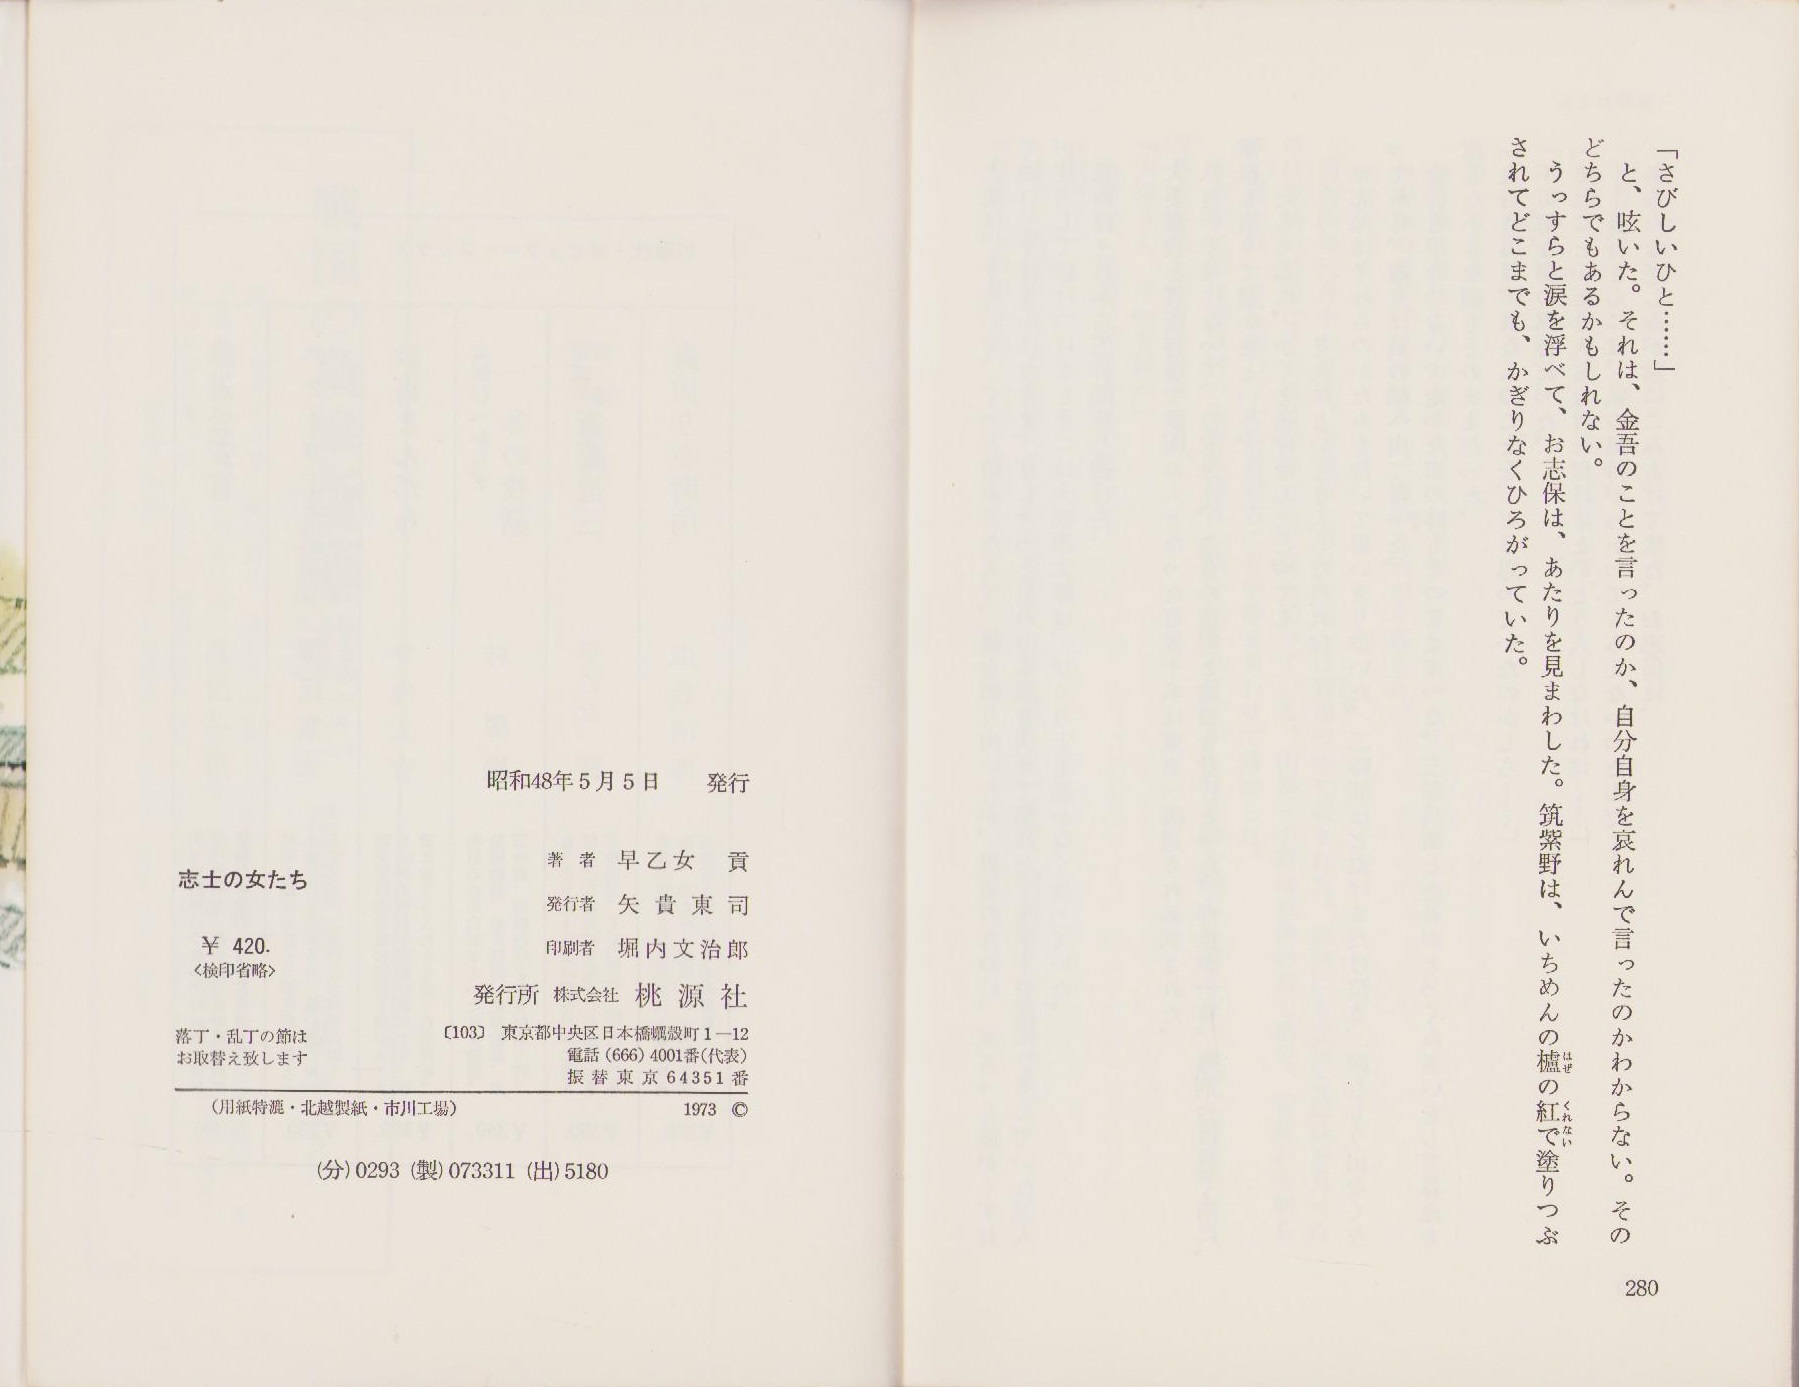 「さびしいひと……」
と、呟いた。それは、金吾のことを言ったのか、自分自身を哀れんで言ったのかわからない。その
どちらでもあるかもしれない。
うっすらと涙を浮べて、お志保は、あたりを見まわした。筑紫野は、いちめんの櫨の紅で塗りつぶ
はぜ
くれない
されてどこまでも、かぎりなくひろがっていた。
280
昭和48年5月5日 発行
著者 早乙女 貢
発行者 矢貴東司
印刷者 堀内文治郎
発行所 株式会社 桃源社
〔103〕 東京都中央区日本橋蠣殻町1―12
電話(666)4001番(代表)
振替東京64351番
志士の女たち
¥ 420.
〈検印省略〉
落丁・乱丁の節は
お取替え致します
(用紙特漉・北越製紙・市川工場)
1973 ©
(分)0293 (製)073311 (出)5180